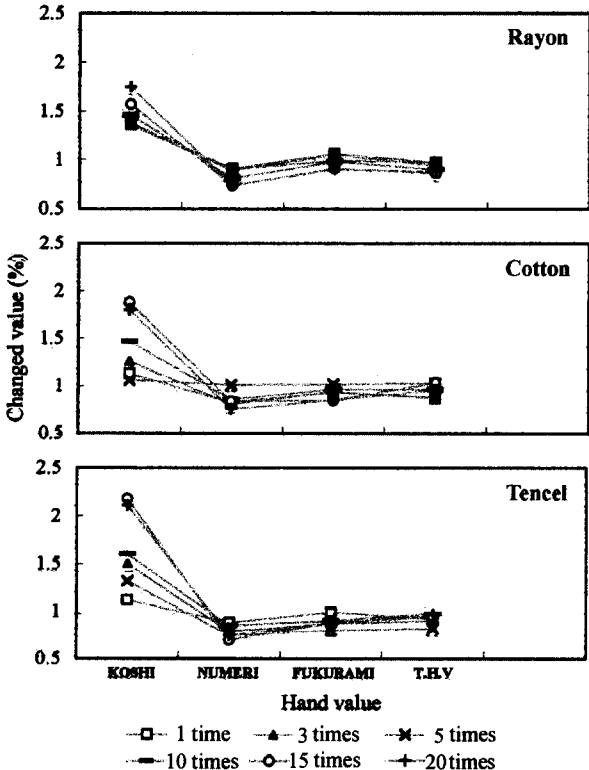 2.5
Rayon
2
1.5
1
0.5
2.5
Cotton
2
1.5
1
0.5
2.5
Tencel
2
1.5
1
0.5
Changed value (%)
KOSHI NUMERI FUKURAMI T.H.V
Hand value
1 time 3 times 5 times
10 times 15 times 20 times